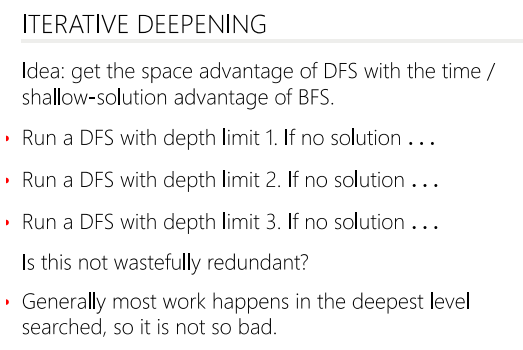 ITERATIVE DEEPENING
Idea: get the space advantage of DFS with the time /
shallow-solution advantage of BFS.
Run a DFS with depth limit 1. If no solution . . .
Run a DFS with depth limit 2. If no solution . . .
Run a DFS with depth limit 3. If no solution . . .
Is this not wastefully redundant?
Generally most work happens in the deepest level
searched, so it is not so bad.